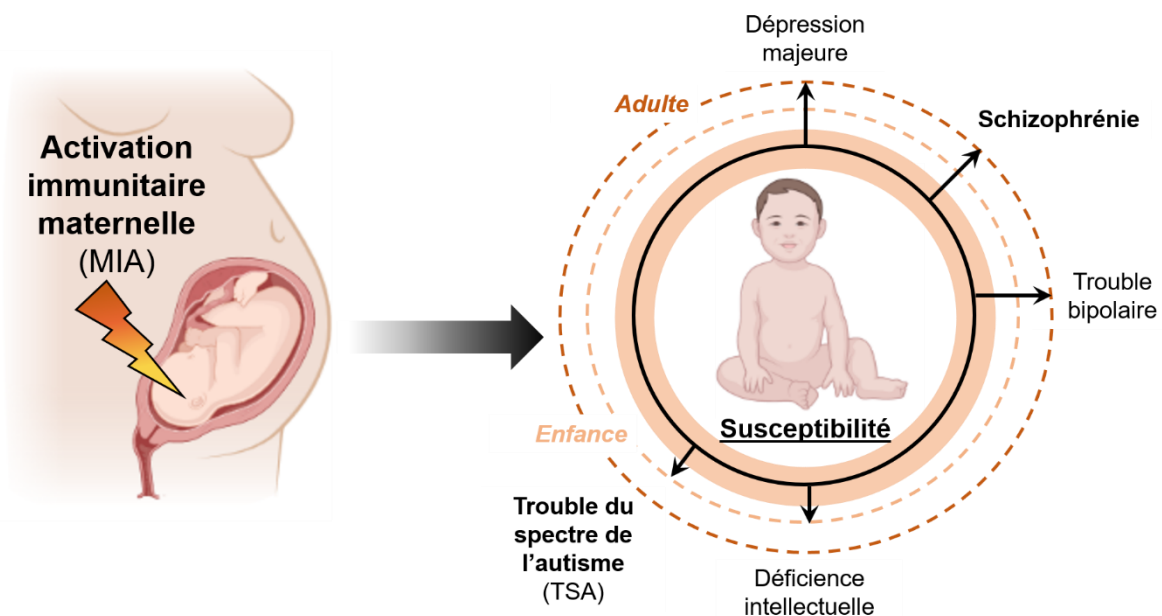 Activation
immunitaire
maternelle
(MIA)
Dépression
majeure
Adulte
Schizophrénie
Trouble
bipolaire
Enfance
Susceptibilité
Trouble du
spectre de
l’autisme
(TSA)
Déficience
intellectuelle